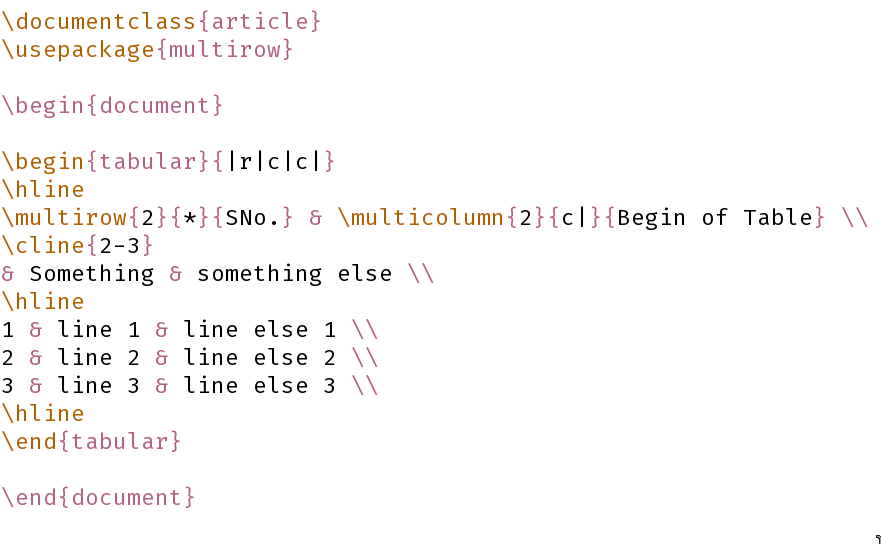 \documentclass{article}
\usepackage{multirow}
\begin{document}
\begin{tabular}{|r|c|c|}
\hline
\multirow{2}{*}{SNo.} & \multicolumn{2}{c|}{Begin of Table} \\
\cline{2-3}
& Something & something else \\
\hline
1 & line 1 & line else 1 \\
2 & line 2 & line else 2 \\
3 & line 3 & line else 3 \\
\hline
\end{tabular}
\end{document}